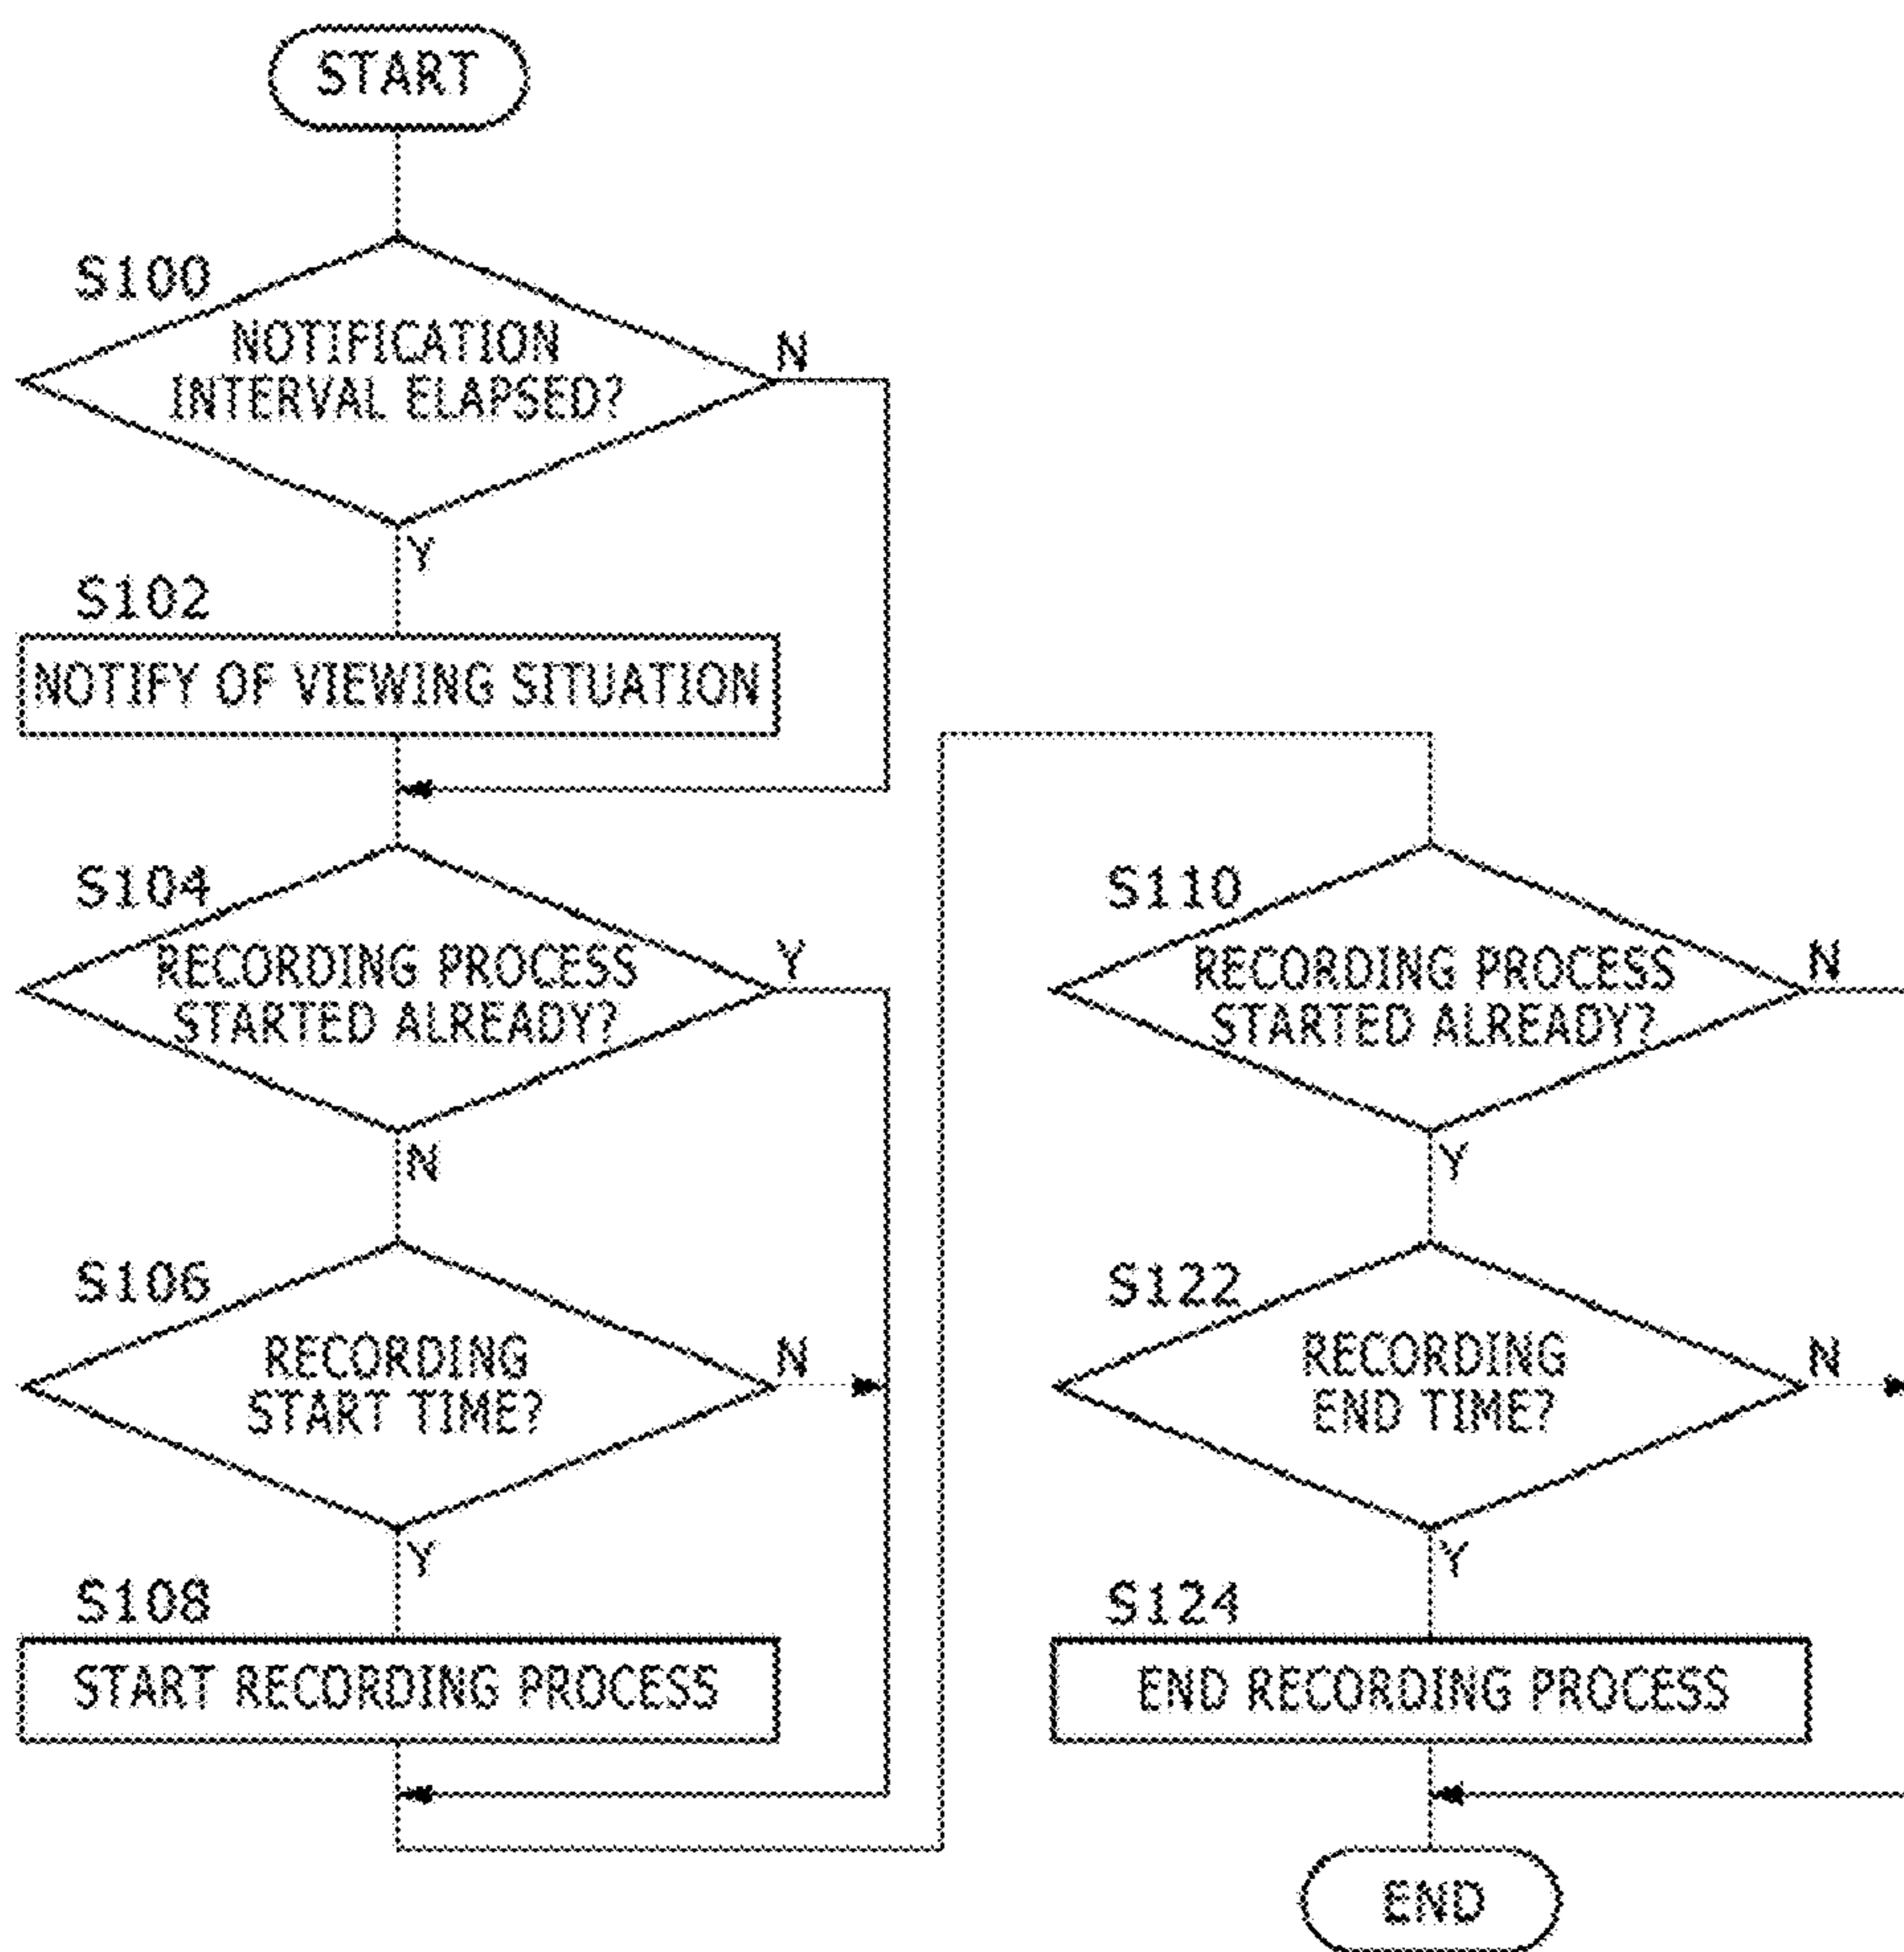 START
S100
NOTIFICATION
INTERVAL ELAPSED?
N
Y
S102
NOTIFY OF VIEWING SITUATION
S104
RECORDING PROCESS
STARTED ALREADY?
Y
N
S106
RECORDING
START TIME?
N
Y
S108
START RECORDING PROCESS
S110
RECORDING PROCESS
STARTED ALREADY?
N
Y
S122
RECORDING
END TIME?
N
Y
S124
END RECORDING PROCESS
END